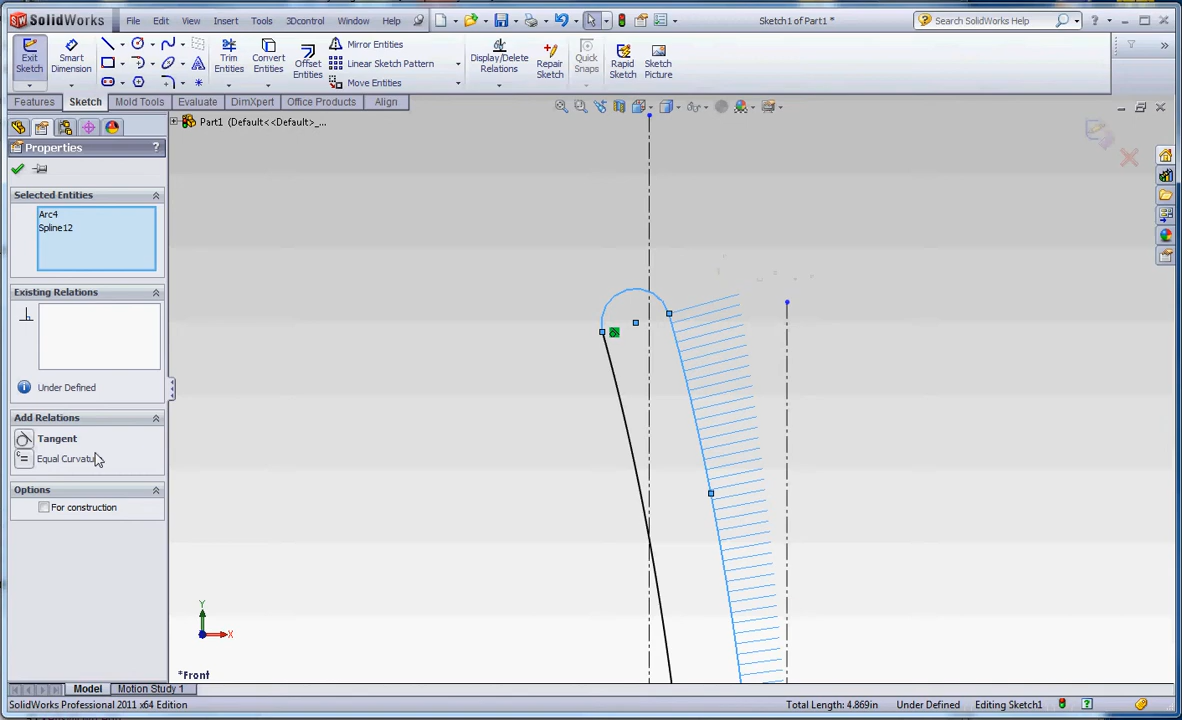 SolidWorks File Edit View Insert Tools 3Dcontrol Window Help Sketch1 of Part1 * Search SolidWorks Help
Exit Sketch
Smart Dimension
Trim Entities
Convert Entities
Offset Entities
Mirror Entities
Linear Sketch Pattern
Move Entities
Display/Delete Relations
Repair Sketch
Quick Snaps
Rapid Sketch
Sketch Picture
Features Sketch Mold Tools Evaluate DimXpert Office Products Align
Part1 (Default<<Default>_...
Properties ?
Selected Entities
Arc4
Spline12
Existing Relations
Under Defined
Add Relations
Tangent
Equal Curvatu
Options
For construction
Y
X
*Front
Model Motion Study 1
SolidWorks Professional 2011 x64 Edition Total Length: 4.869in Under Defined Editing Sketch1